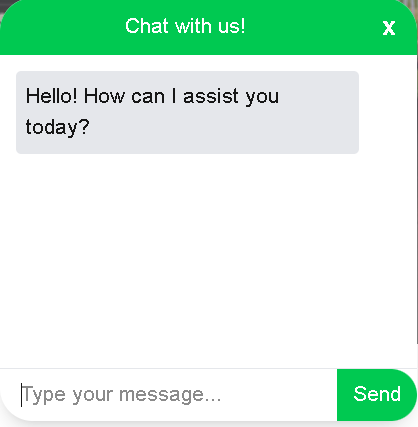 Chat with us!
x
Hello! How can I assist you
today?
Type your message...
Send